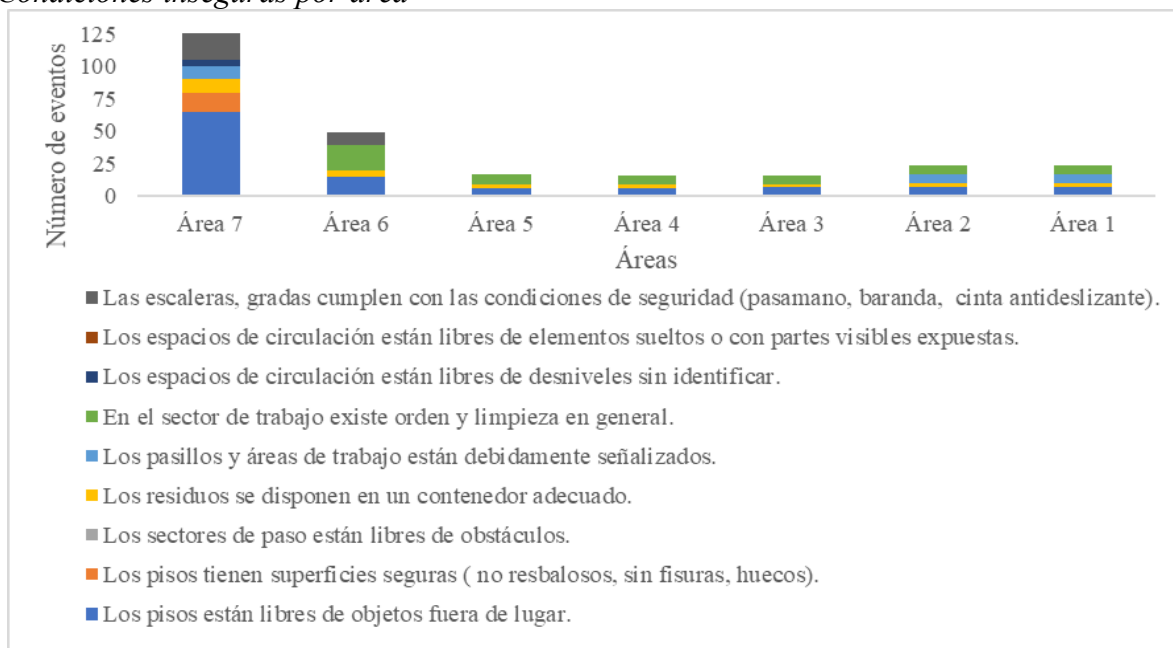 Condiciones inseguras por área
125
100
75
50
25
0
Número de eventos
Área 7 Área 6 Área 5 Área 4 Área 3 Área 2 Área 1
Áreas
Las escaleras, gradas cumplen con las condiciones de seguridad (pasamano, baranda, cinta antideslizante).
Los espacios de circulación están libres de elementos sueltos o con partes visibles expuestas.
Los espacios de circulación están libres de desniveles sin identificar.
En el sector de trabajo existe orden y limpieza en general.
Los pasillos y áreas de trabajo están debidamente señalizados.
Los residuos se disponen en un contenedor adecuado.
Los sectores de paso están libres de obstáculos.
Los pisos tienen superficies seguras ( no resbalosos, sin fisuras, huecos).
Los pisos están libres de objetos fuera de lugar.